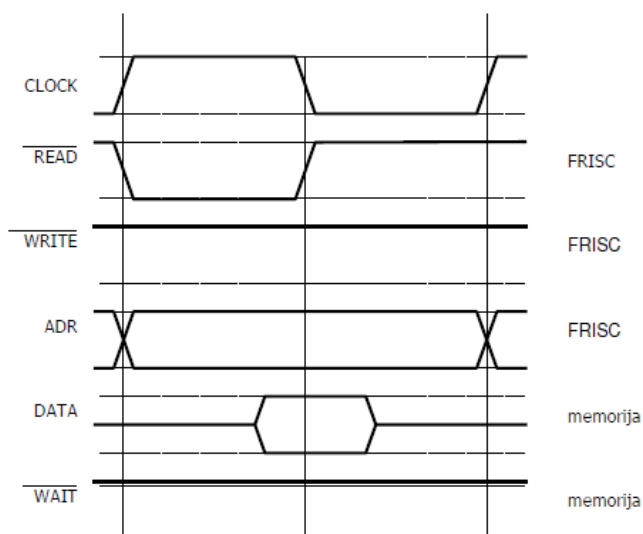 CLOCK
READ FRISC
WRITE FRISC
ADR FRISC
DATA memorija
WAIT memorija